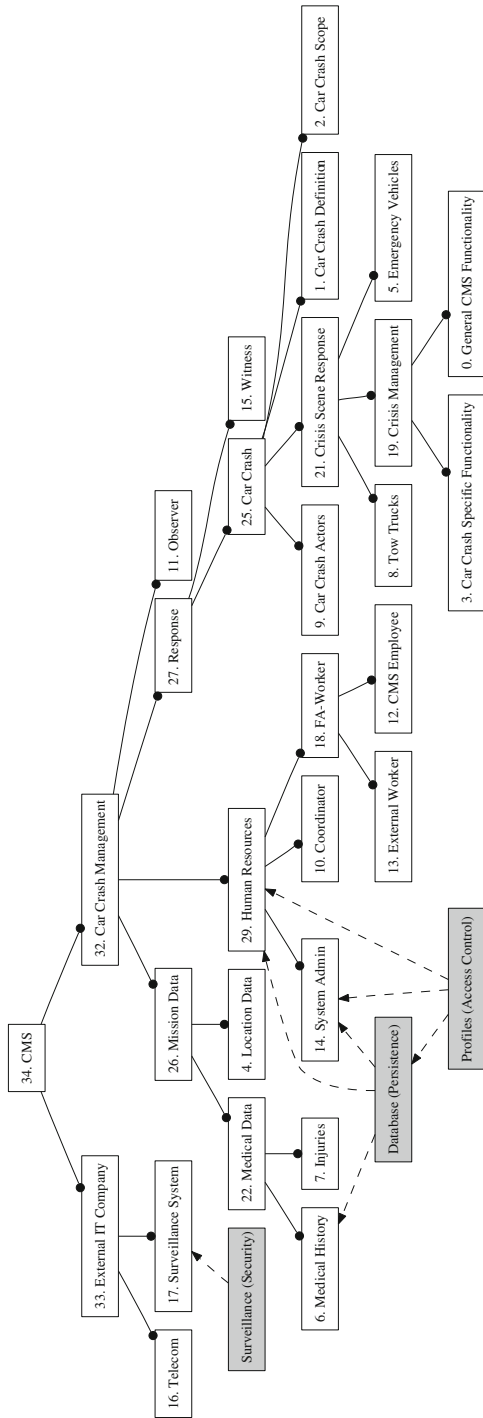 34. CMS
33. External IT Company
32. Car Crash Management
16. Telecom
17. Surveillance System
26. Mission Data
27. Response
11. Observer
Surveillance (Security)
22. Medical Data
4. Location Data
29. Human Resources
25. Car Crash
15. Witness
6. Medical History
7. Injuries
14. System Admin
10. Coordinator
18. FA-Worker
9. Car Crash Actors
21. Crisis Scene Response
1. Car Crash Definition
2. Car Crash Scope
Database (Persistence)
13. External Worker
12. CMS Employee
8. Tow Trucks
19. Crisis Management
5. Emergency Vehicles
Profiles (Access Control)
3. Car Crash Specific Functionality
0. General CMS Functionality